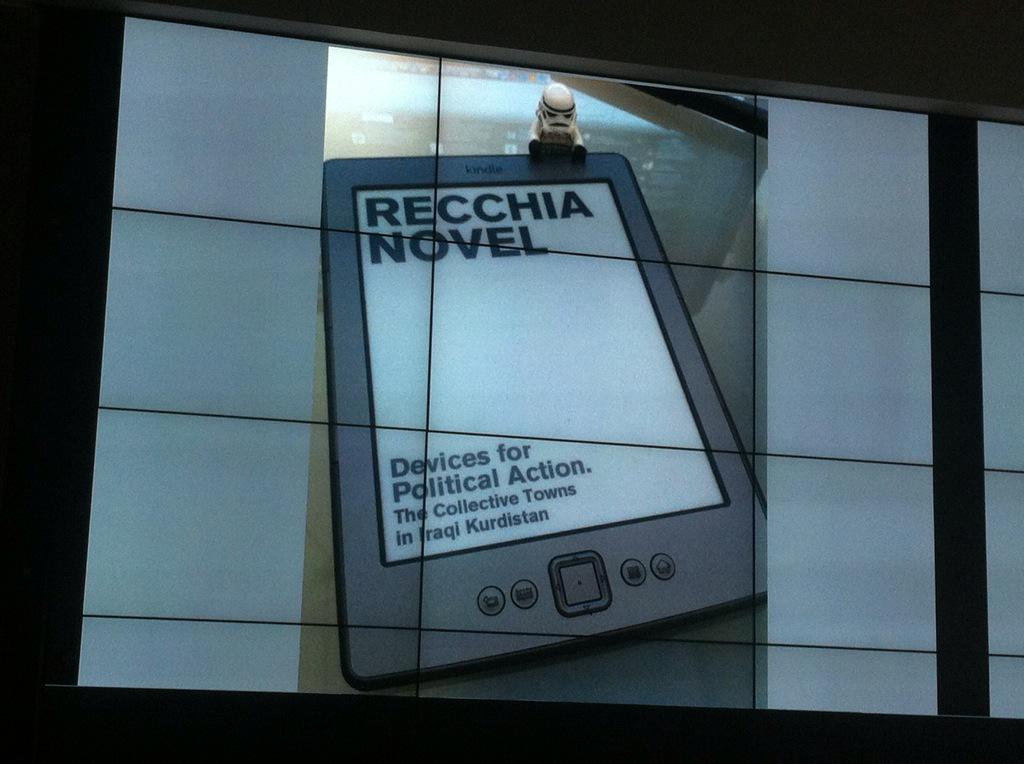 kindle
RECCHIA
NOVEL
Devices for
Political Action.
The Collective Towns
in Iraqi Kurdistan